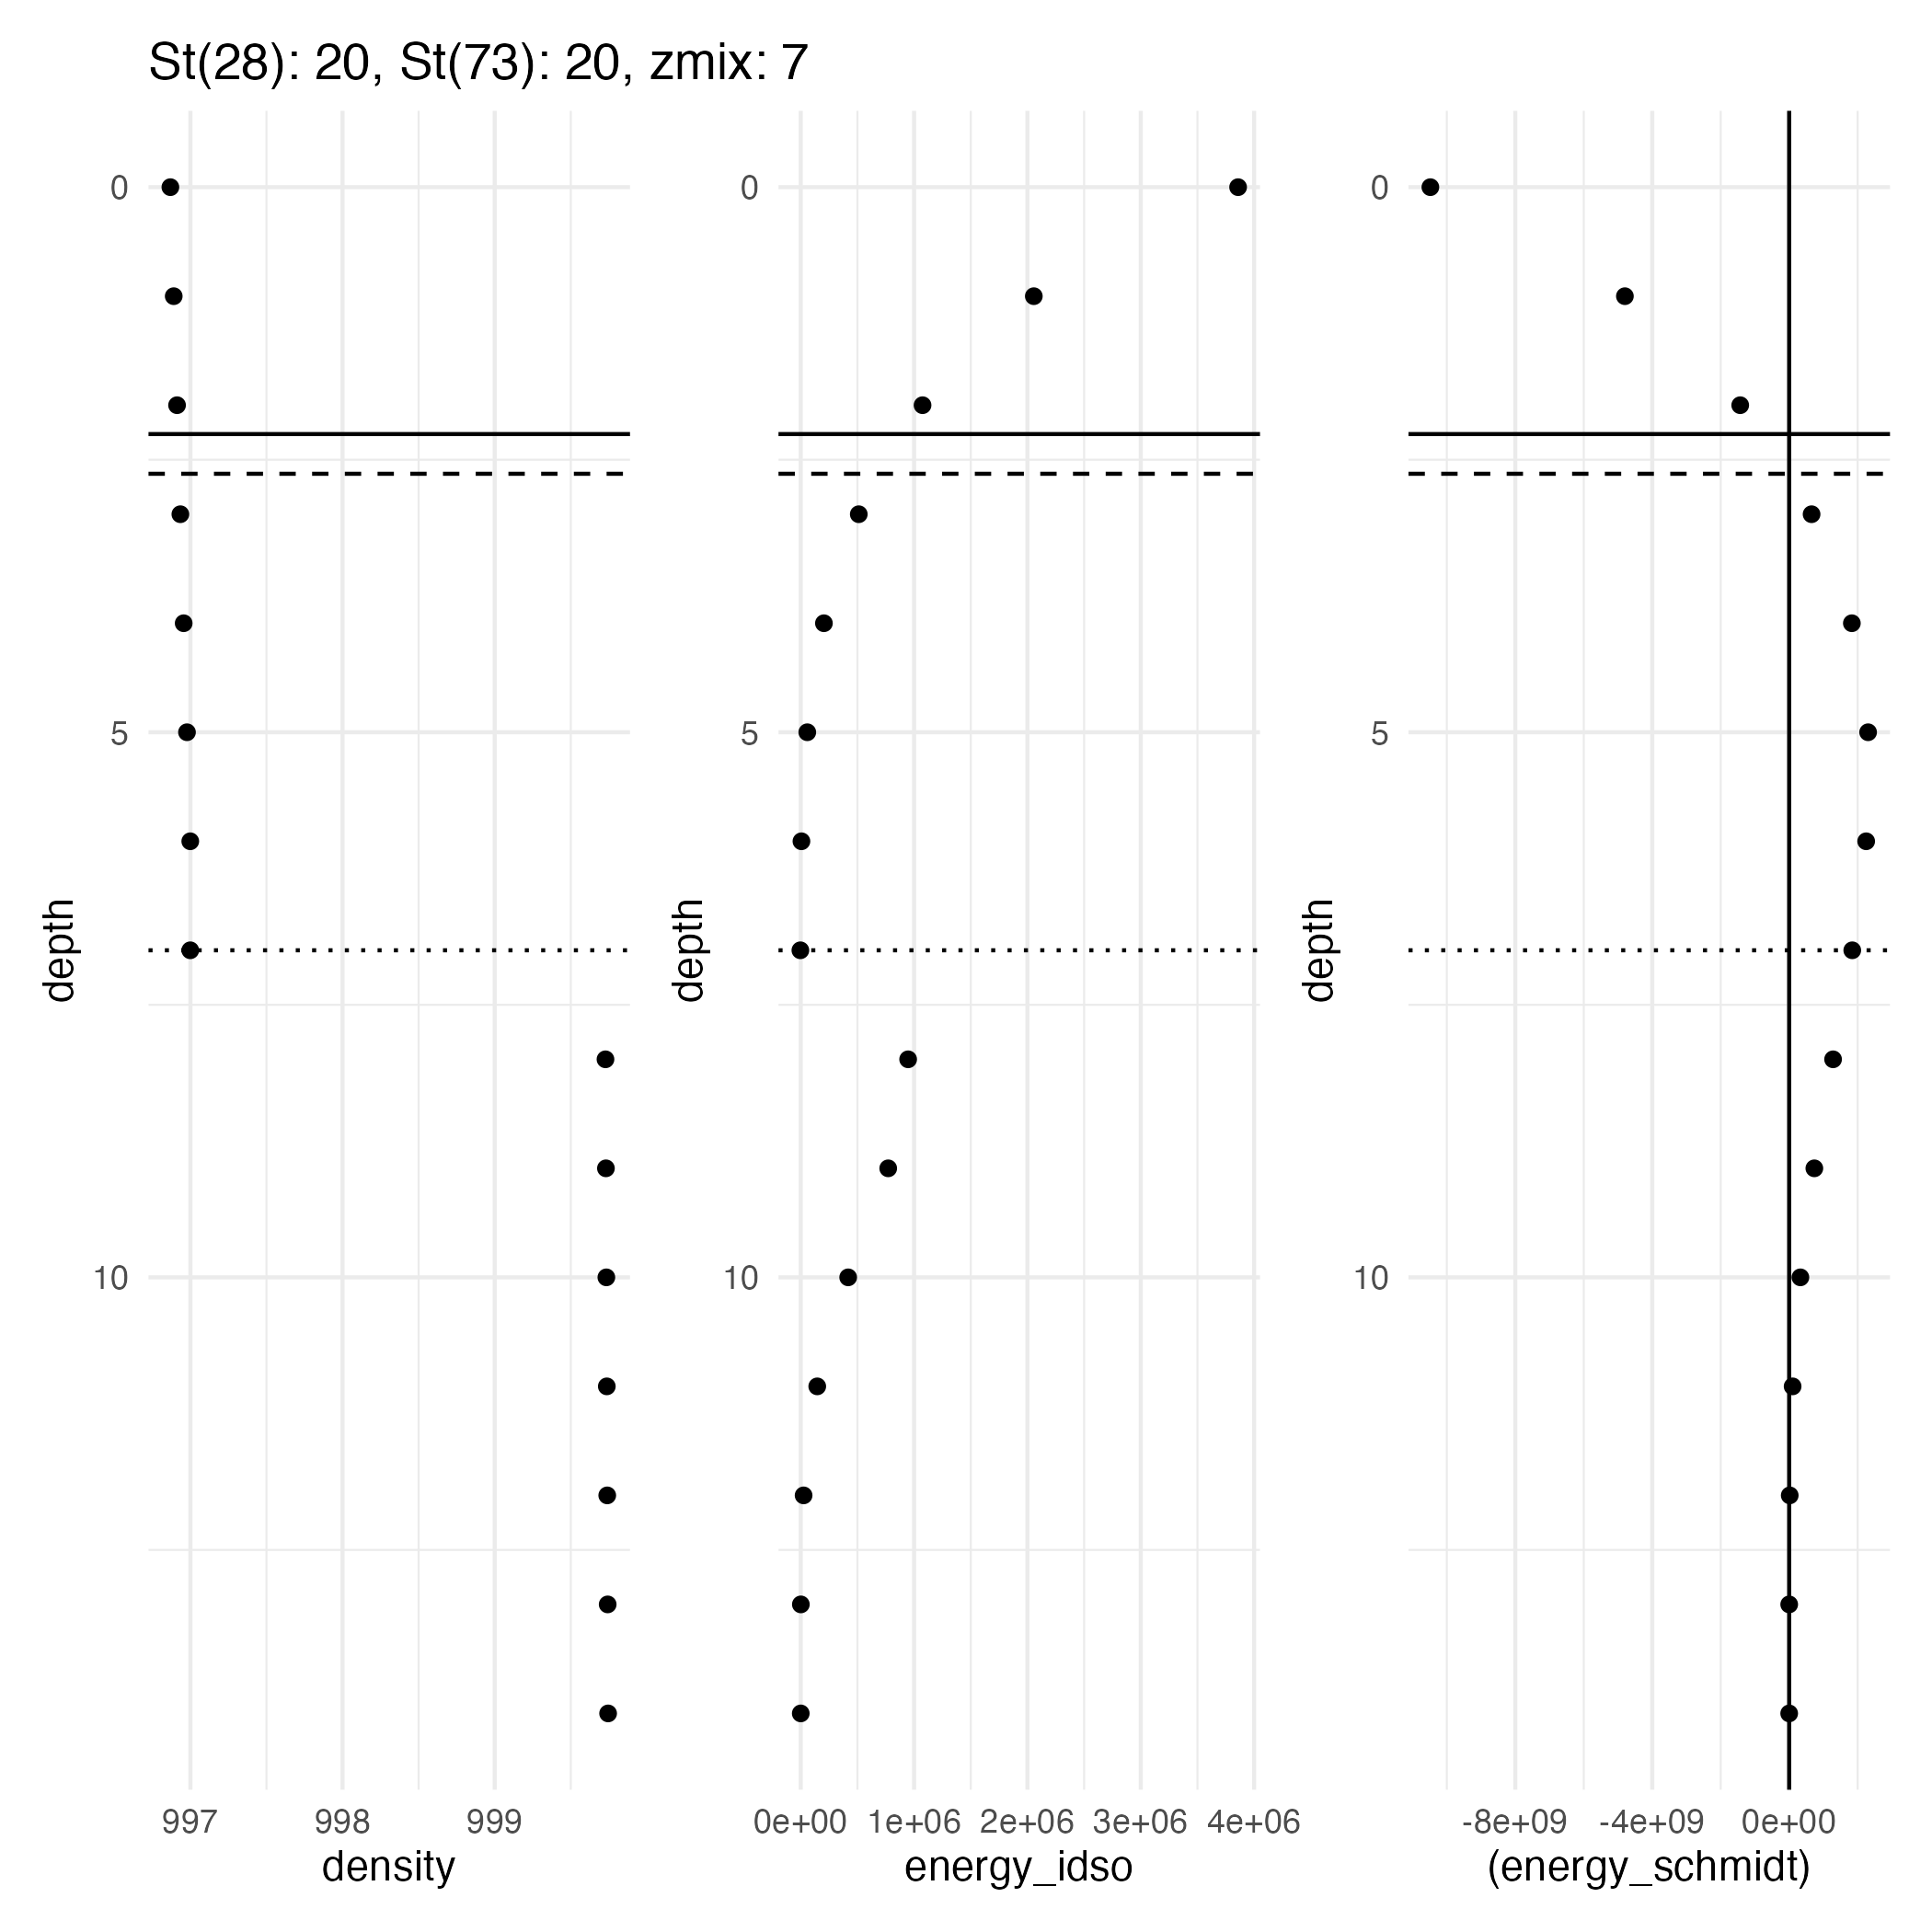 St(28): 20, St(73): 20, zmix: 7
0
5
10
depth
997 998 999
density
0
5
10
depth
0e+00 1e+06 2e+06 3e+06 4e+06
energy_idso
0
5
10
depth
-8e+09 -4e+09 0e+00
(energy_schmidt)